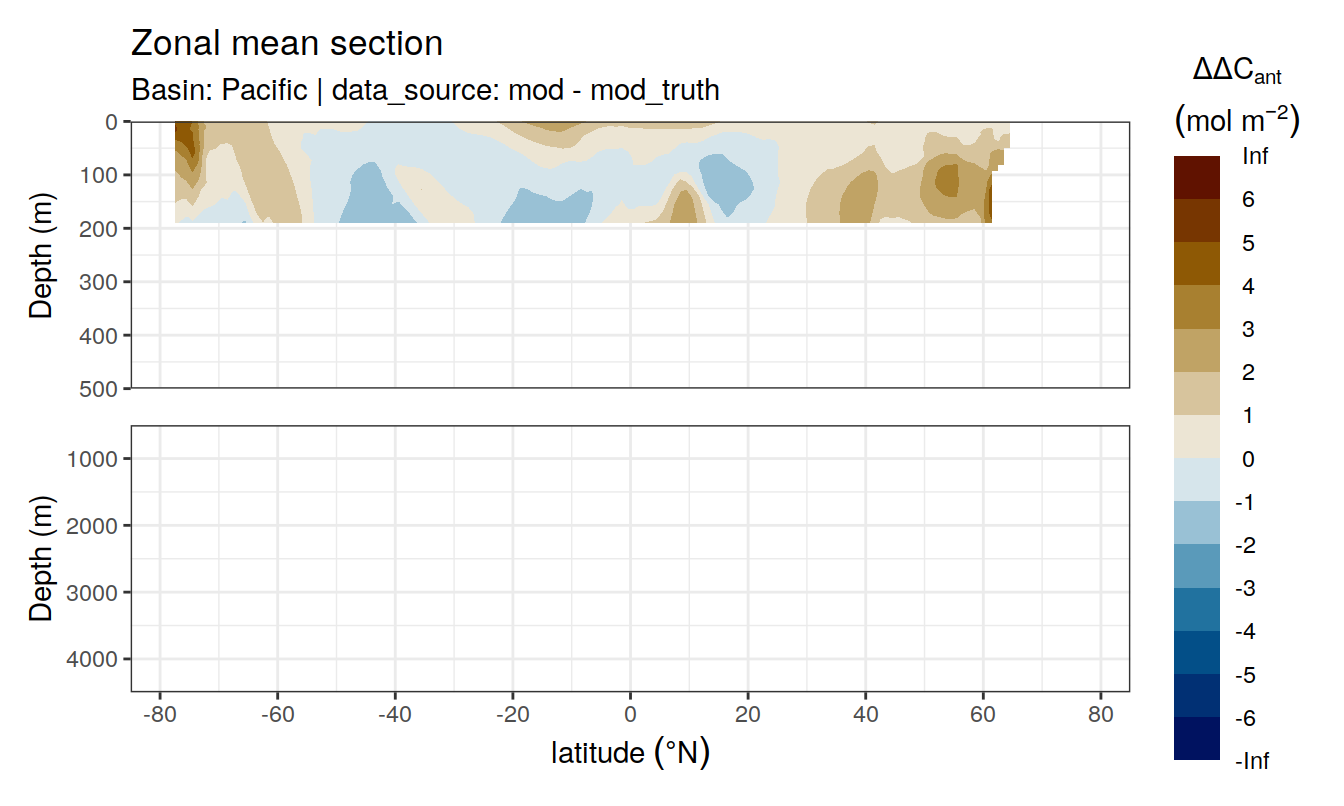 Zonal mean section
Basin: Pacific | data_source: mod - mod_truth
ΔΔC_ant
(mol m⁻²)
Inf
6
5
4
3
2
1
0
-1
-2
-3
-4
-5
-6
-Inf
Depth (m)
0
100
200
300
400
500
Depth (m)
1000
2000
3000
4000
-80 -60 -40 -20 0 20 40 60 80
latitude (°N)